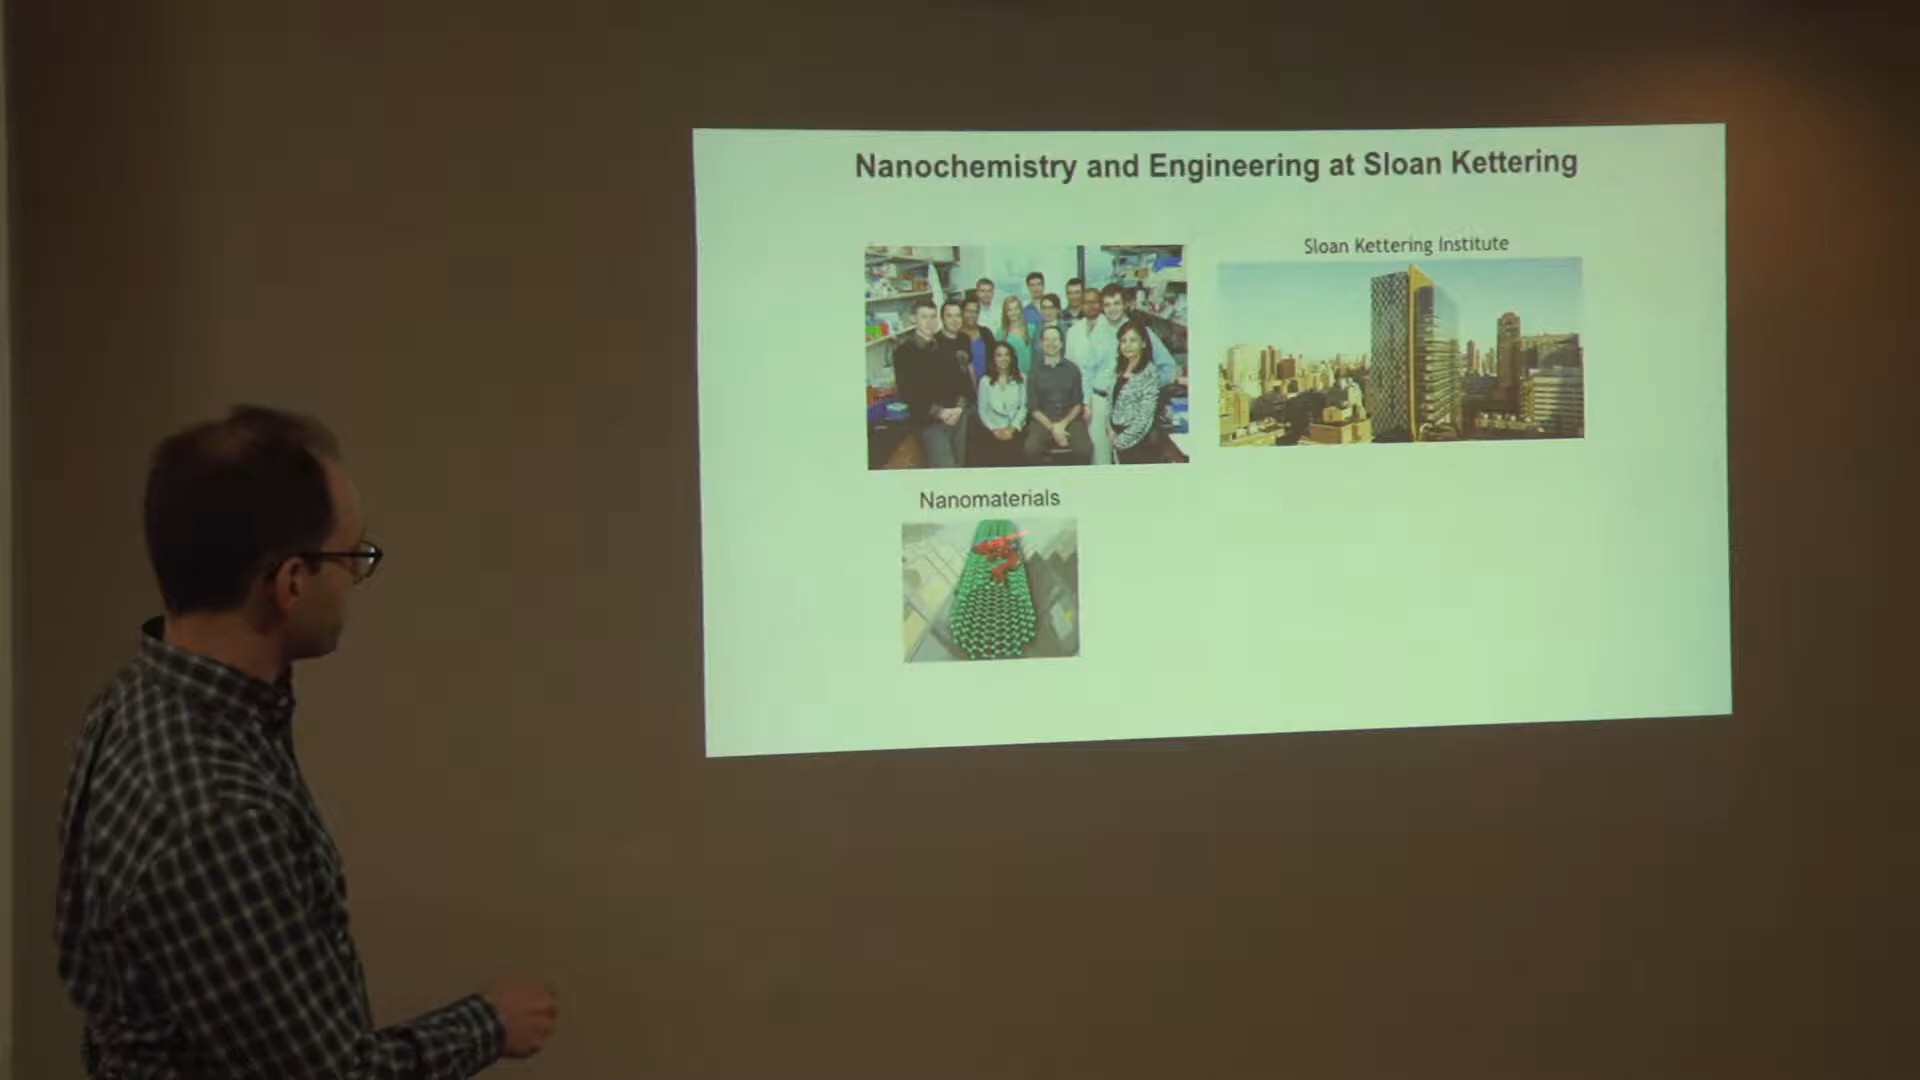 Nanochemistry and Engineering at Sloan Kettering
Sloan Kettering Institute
Nanomaterials